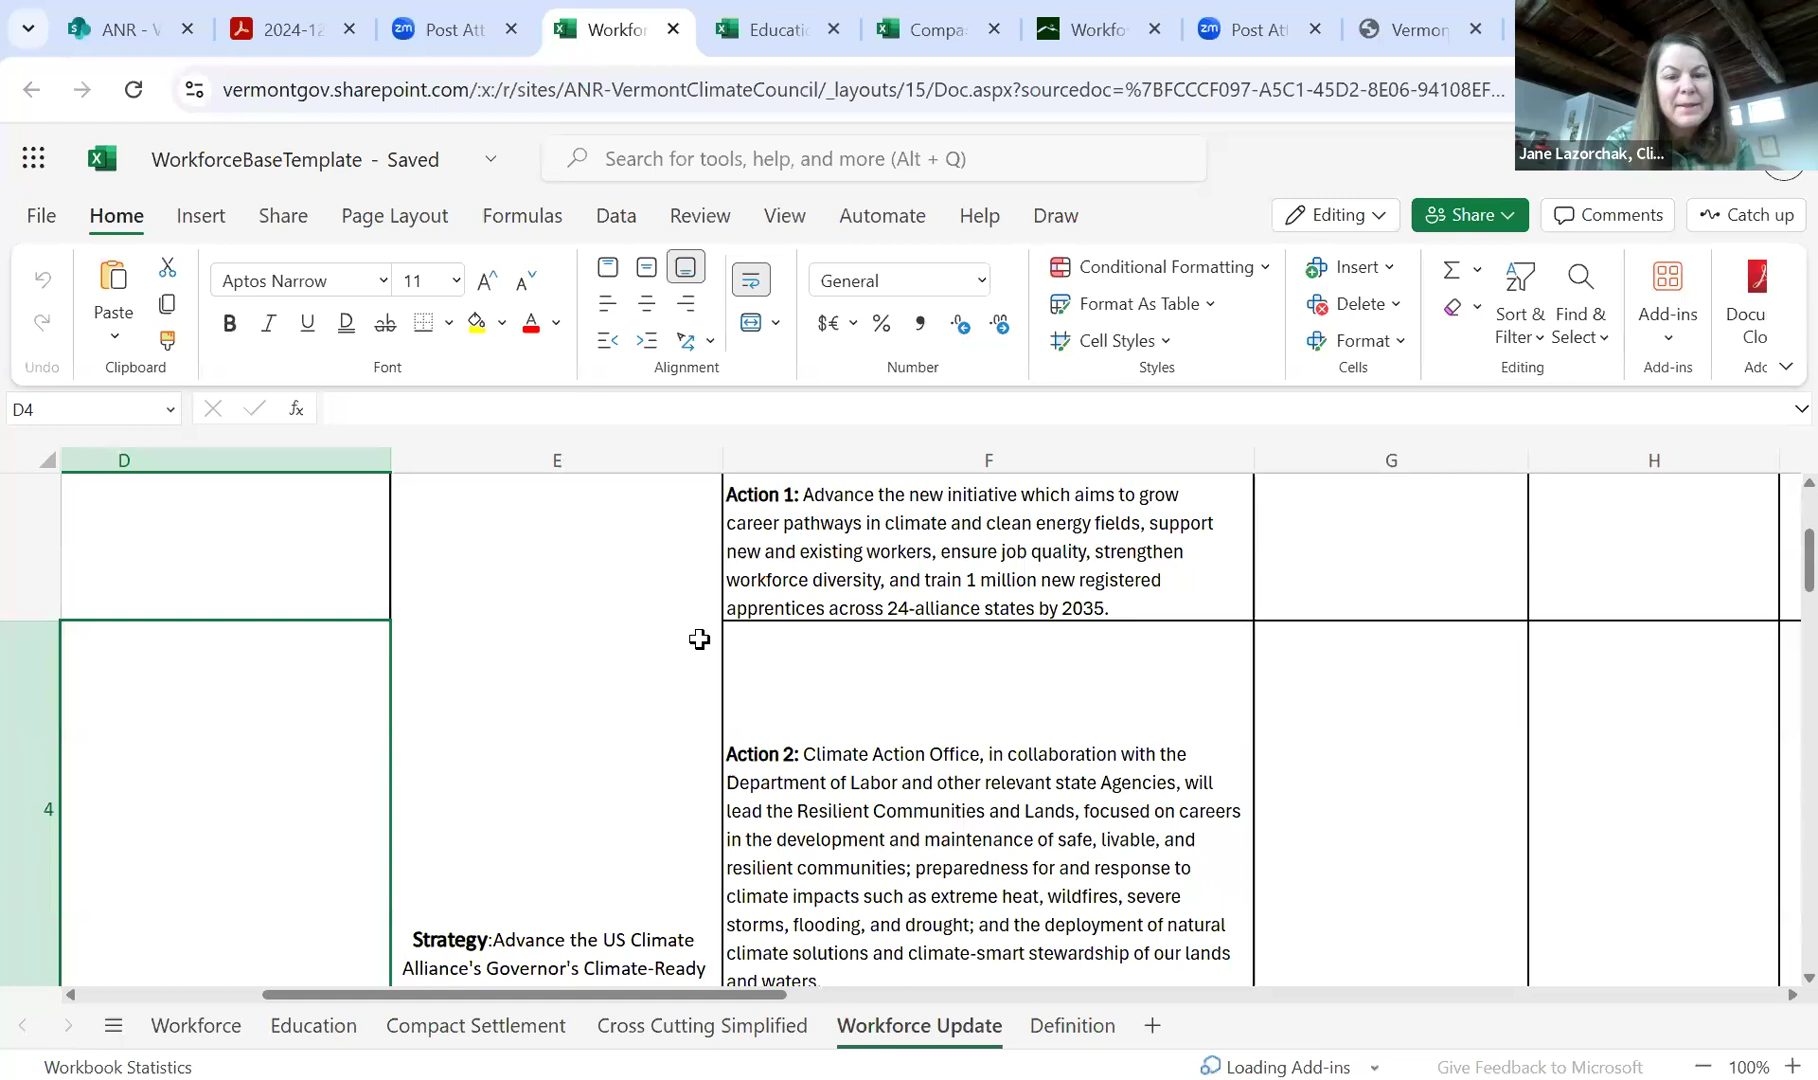 ANR - V
2024-12
Post Att
Workfor
Educati
Compa
Workfo
Post At
Vermon
vermontgov.sharepoint.com/:x:/r/sites/ANR-VermontClimateCouncil/_layouts/15/Doc.aspx?sourcedoc=%7BFCCCF097-A5C1-45D2-8E06-94108EF...
Jane Lazorchak, Cli...
WorkforceBaseTemplate - Saved
Search for tools, help, and more (Alt + Q)
File Home Insert Share Page Layout Formulas Data Review View Automate Help Draw
Editing Share Comments Catch up
Paste
Aptos Narrow 11
General
Conditional Formatting
Format As Table
Cell Styles
Insert
Delete
Format
Sort & Filter
Find & Select
Add-ins
Docu
Clo
Undo Clipboard Font Alignment Number Styles Cells Editing Add-ins Adc
D4
D E F G H
Action 1: Advance the new initiative which aims to grow
career pathways in climate and clean energy fields, support
new and existing workers, ensure job quality, strengthen
workforce diversity, and train 1 million new registered
apprentices across 24-alliance states by 2035.
4
Action 2: Climate Action Office, in collaboration with the
Department of Labor and other relevant state Agencies, will
lead the Resilient Communities and Lands, focused on careers
in the development and maintenance of safe, livable, and
resilient communities; preparedness for and response to
climate impacts such as extreme heat, wildfires, severe
storms, flooding, and drought; and the deployment of natural
climate solutions and climate-smart stewardship of our lands
and waters.
Strategy:Advance the US Climate
Alliance's Governor's Climate-Ready
Workforce Education Compact Settlement Cross Cutting Simplified Workforce Update Definition
Workbook Statistics
Loading Add-ins
Give Feedback to Microsoft
100%